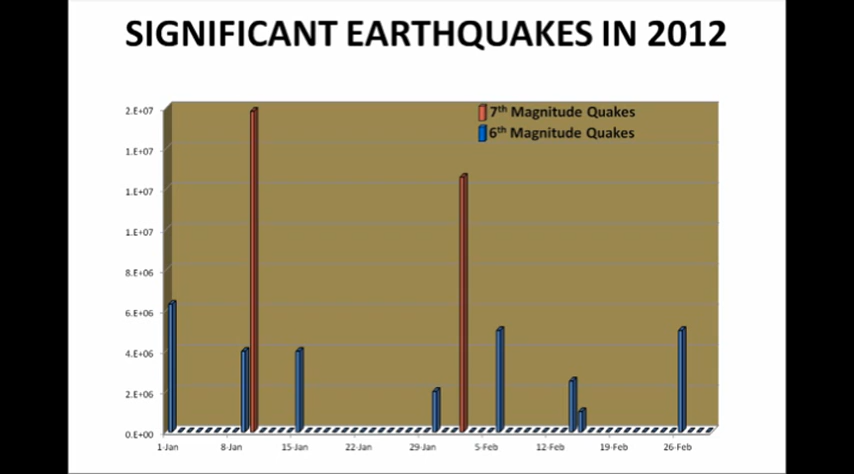 SIGNIFICANT EARTHQUAKES IN 2012
7th Magnitude Quakes
6th Magnitude Quakes
2.E+07
1.E+07
1.E+07
1.E+07
8.E+06
6.E+06
4.E+06
2.E+06
0.E+00
1-Jan 8-Jan 15-Jan 22-Jan 29-Jan 5-Feb 12-Feb 19-Feb 26-Feb